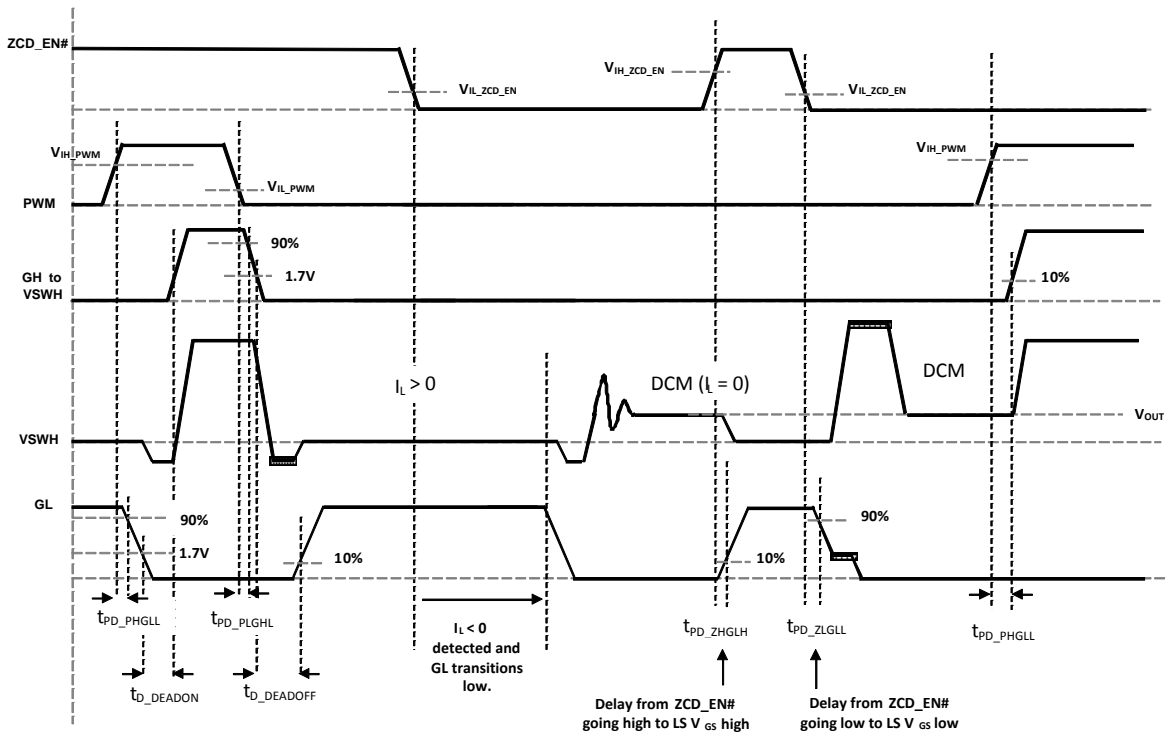 ZCD_EN#
VIL_ZCD_EN
VIH_ZCD_EN
VIL_ZCD_EN
VIH_PWM
VIL_PWM
VIH_PWM
PWM
90%
1.7V
GH to
VSWH
10%
IL > 0
DCM (IL = 0)
DCM
VOUT
VSWH
GL
90%
1.7V
10%
10%
90%
tPD_PHGLL
tPD_PLGHL
tD_DEADON
tD_DEADOFF
IL < 0
detected and
GL transitions
low.
tPD_ZHGLH
tPD_ZLGLL
tPD_PHGLL
Delay from ZCD_EN#
going high to LS VGS high
Delay from ZCD_EN#
going low to LS VGS low